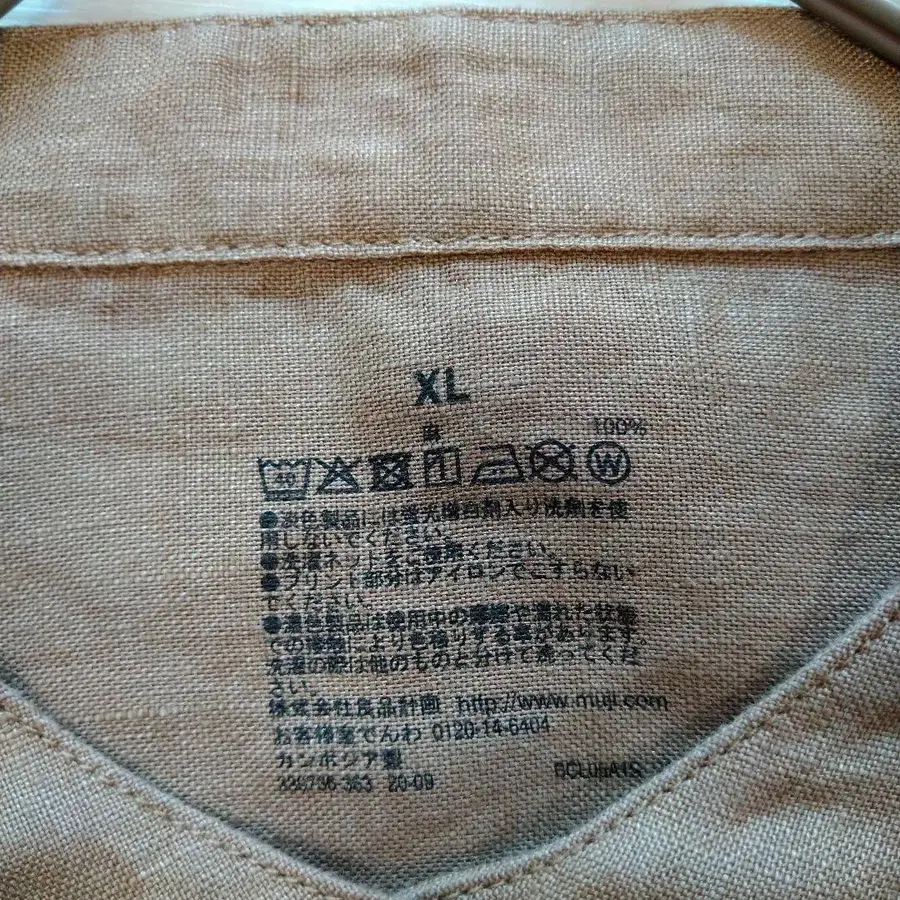 XL
麻 100%
40 W
●淡色製品には蛍光増白剤入り洗剤を使
用しないでください。
●洗濯ネットをご使用ください。
●プリント部分はアイロンでこすらない
でください。
●濃色製品は使用中の摩擦や濡れた状態
での摩擦により色移りする事があります。
洗濯の際は他のものと分けて洗ってくだ
さい。
株式会社良品計画 http://www.muji.com
お客様室でんわ 0120-14-6404
カンボジア製
20-09